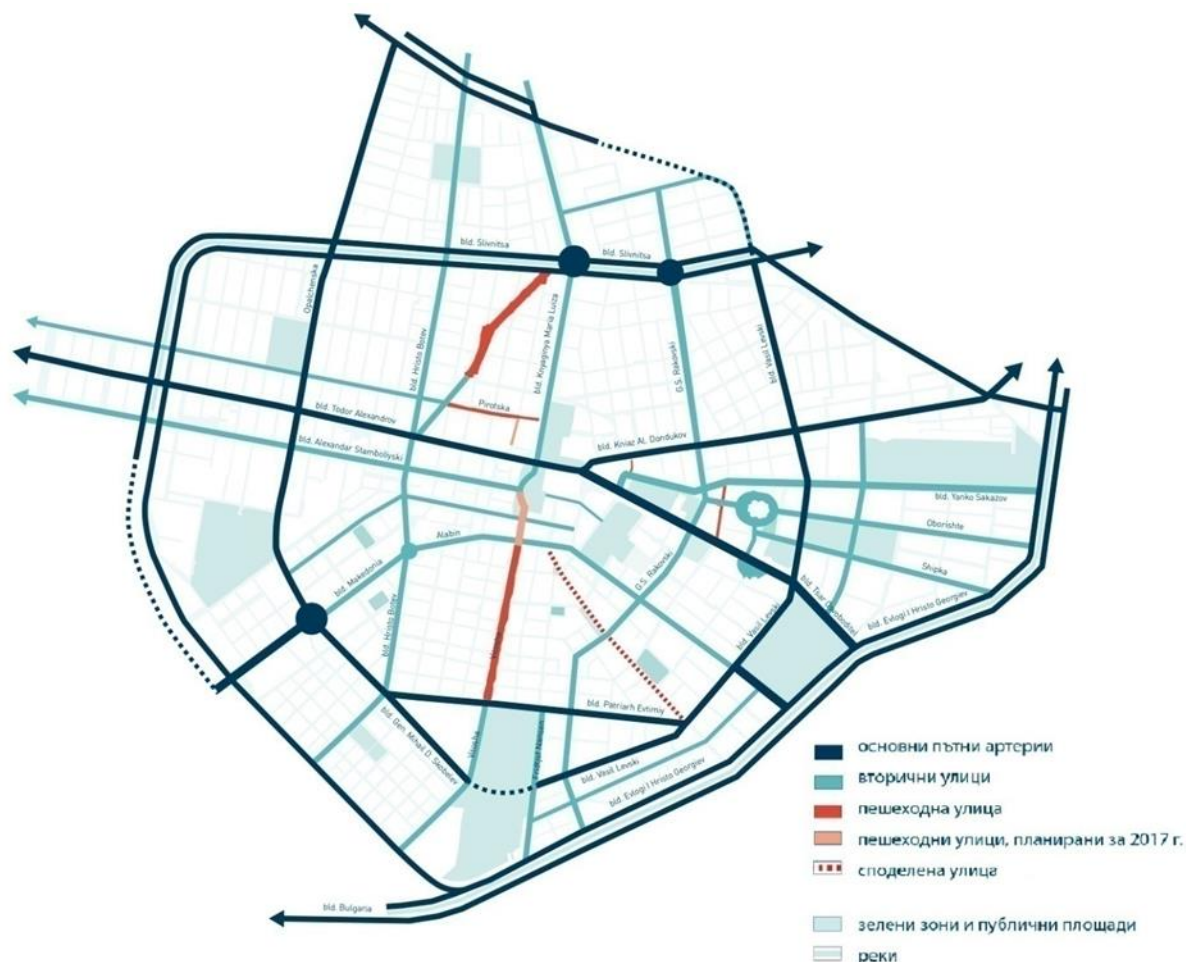 bld. Slivnitsa
bld. Slivnitsa
Opalchenska
bld. Hristo Botev
bld. Knyaginya Maria Luiza
G.S. Rakovski
Bld. Vasil Levski
Pirotska
bld. Todor Alexandrov
bld. Kniaz Al. Dondukov
bld. Alexandar Stamboliyski
bld. Yanko Sakazov
Oborishte
Alabin
Shipka
bld. Makedonia
G.S. Rakovski
bld. Tsar Osvoboditel
bld. Evlogi I Hristo Georgiev
bld. Hristo Botev
bld. Vasil Levski
bld. Patriarh Evtimiy
bld. Gen. Mihail D. Skobelev
Vitosha
bld. Vasil Levski
bld. Evlogi I Hristo Georgiev
bld. Bulgaria
основни пътни артерии
вторични улици
пешеходна улица
пешеходни улици, планирани за 2017 г.
споделена улица
зелени зони и публични площади
реки